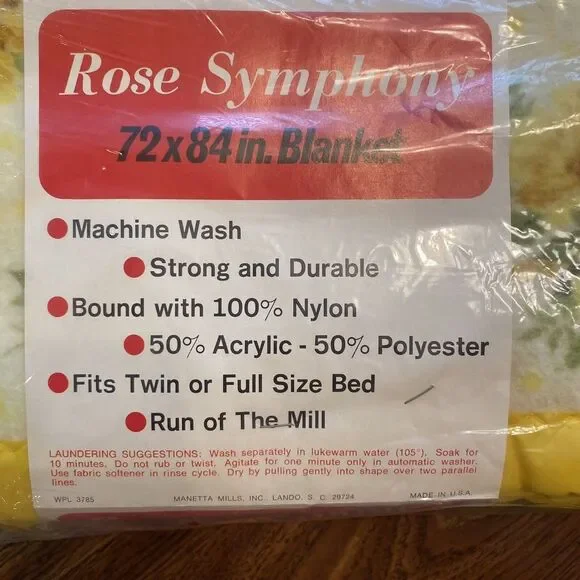 Rose Symphony
72x84 in. Blanket
Machine Wash
Strong and Durable
Bound with 100% Nylon
50% Acrylic - 50% Polyester
Fits Twin or Full Size Bed
Run of The Mill
LAUNDERING SUGGESTIONS: Wash separately in lukewarm water (105°). Soak for
10 minutes. Do not rub or twist. Agitate for one minute only in automatic washer.
Use fabric softener in rinse cycle. Dry by pulling gently into shape over two parallel
lines.
WPL 3785 MANETTA MILLS, INC. LANDO, S. C. 29724 MADE IN U.S.A.